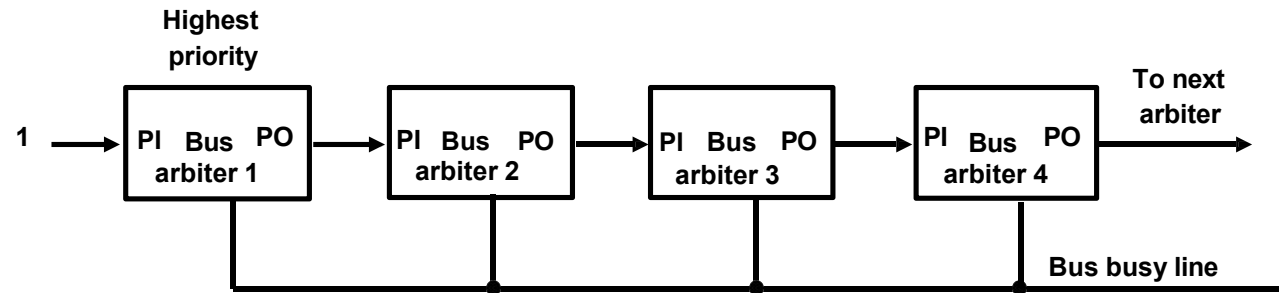 Highest
priority
To next
arbiter
1
PI Bus PO
arbiter 1
PI Bus PO
arbiter 2
PI Bus PO
arbiter 3
PI Bus PO
arbiter 4
Bus busy line